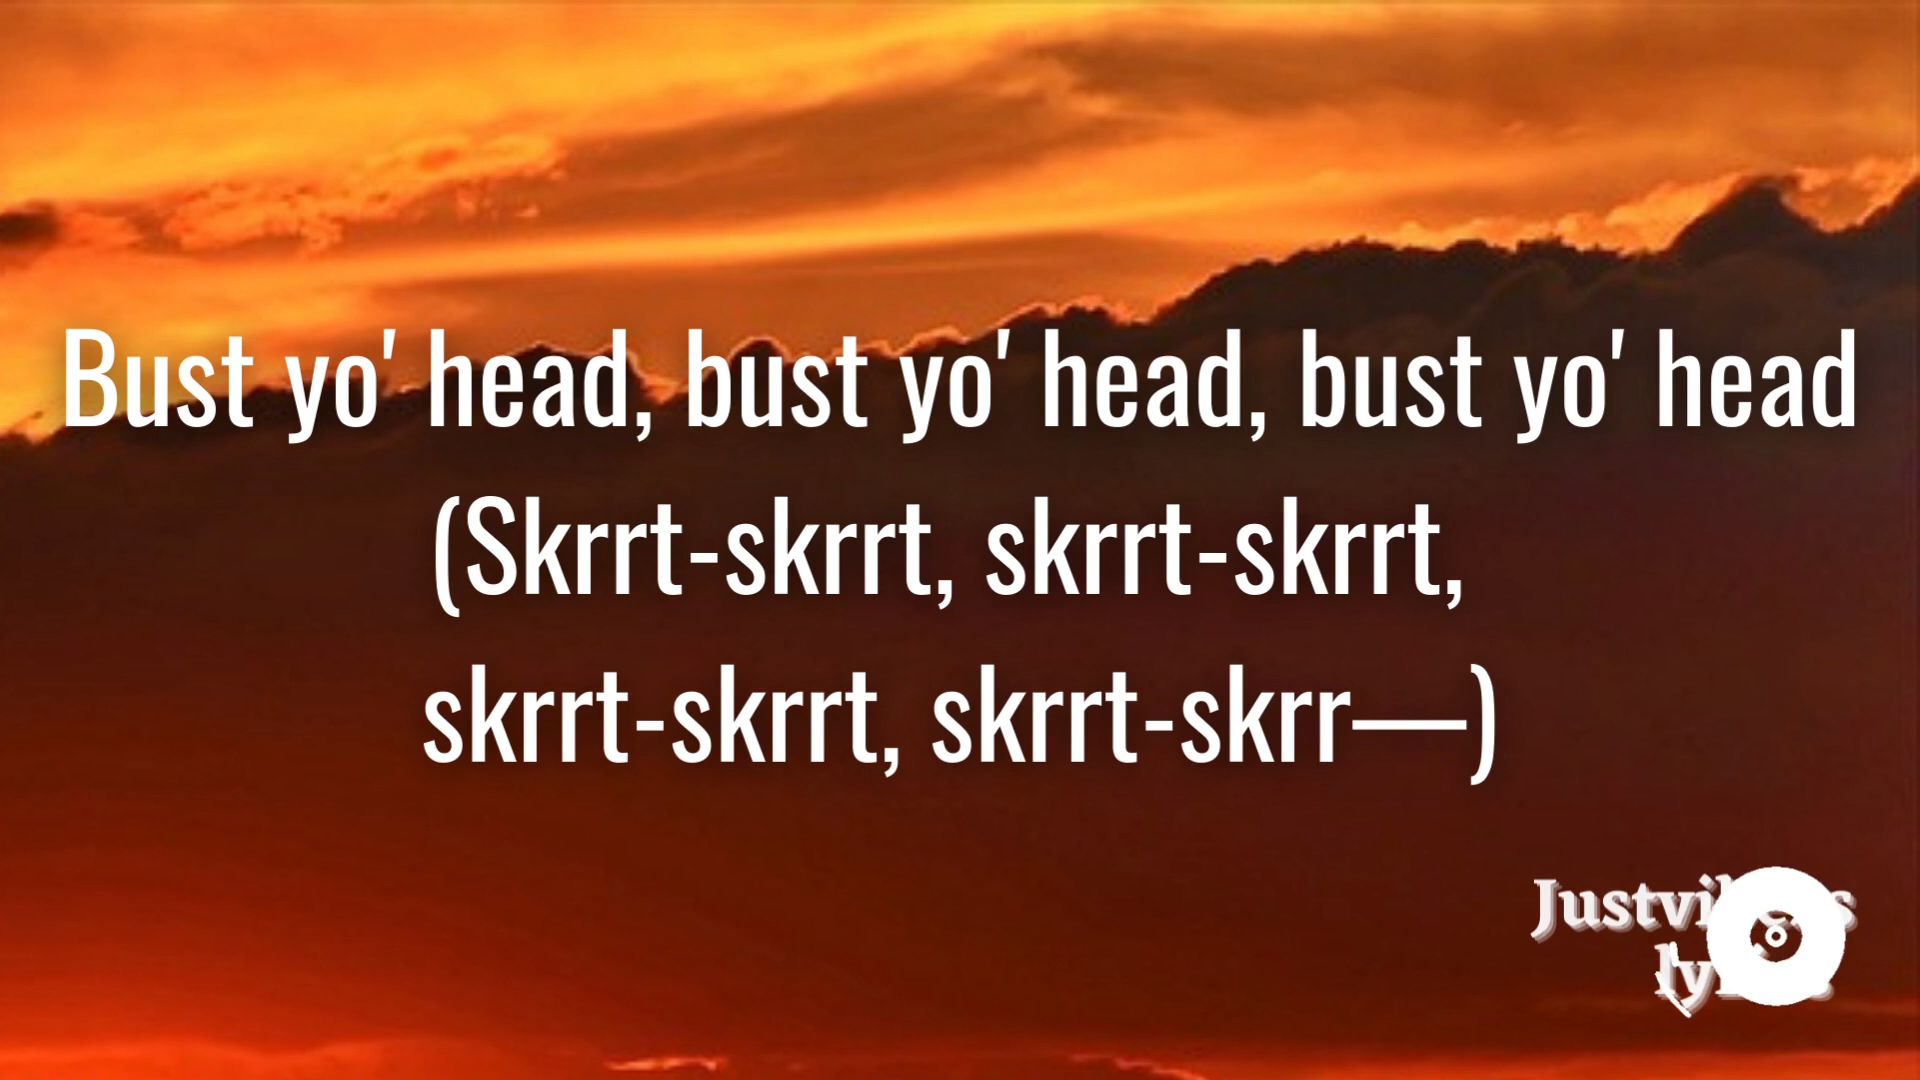 Bust yo' head, bust yo' head, bust yo' head
(Skrrt-skrrt, skrrt-skrrt,
skrrt-skrrt, skrrt-skrr—)